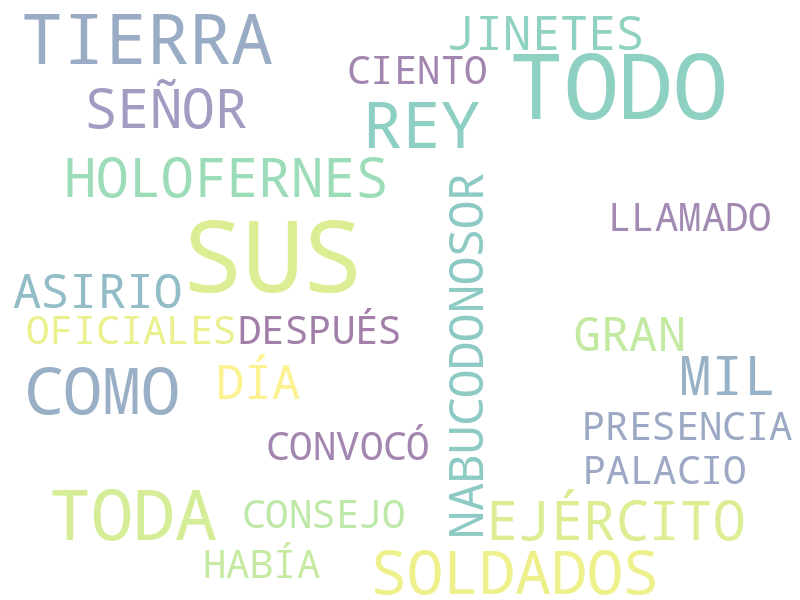 TIERRA
JINETES
CIENTO
TODO
SEÑOR
REY
HOLOFERNES
NABUCODONOSOR
LLAMADO
SUS
ASIRIO
OFICIALES
DESPUÉS
GRAN
COMO
DÍA
MIL
CONVOCÓ
PRESENCIA
PALACIO
TODA
CONSEJO
EJÉRCITO
HABÍA
SOLDADOS